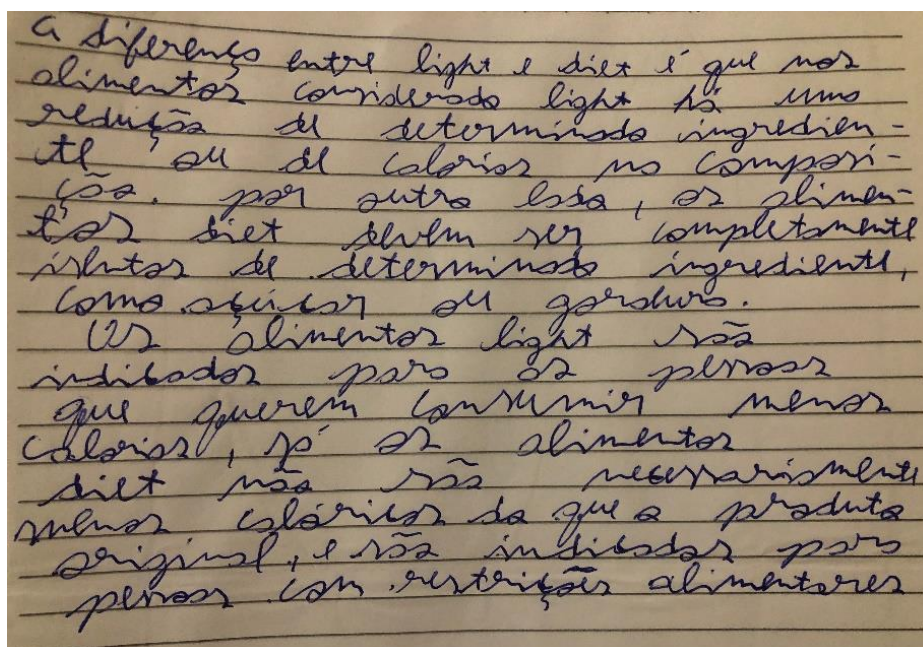 A diferença entre light e diet é que nos
alimentos considerado light há uma
redução de determinado ingredien-
te ou de calorias na composi-
ção. por outro lado, os alimen-
tos diet devem ser completamente
isentos de determinado ingrediente,
como açúcar ou gordura.
Os alimentos light são
indicados para as pessoas
que querem consumir menos
calorias, já os alimentos
diet não são necessariamente
menos calóricos do que o produto
original, e são indicados para
pessoas com restrições alimentares